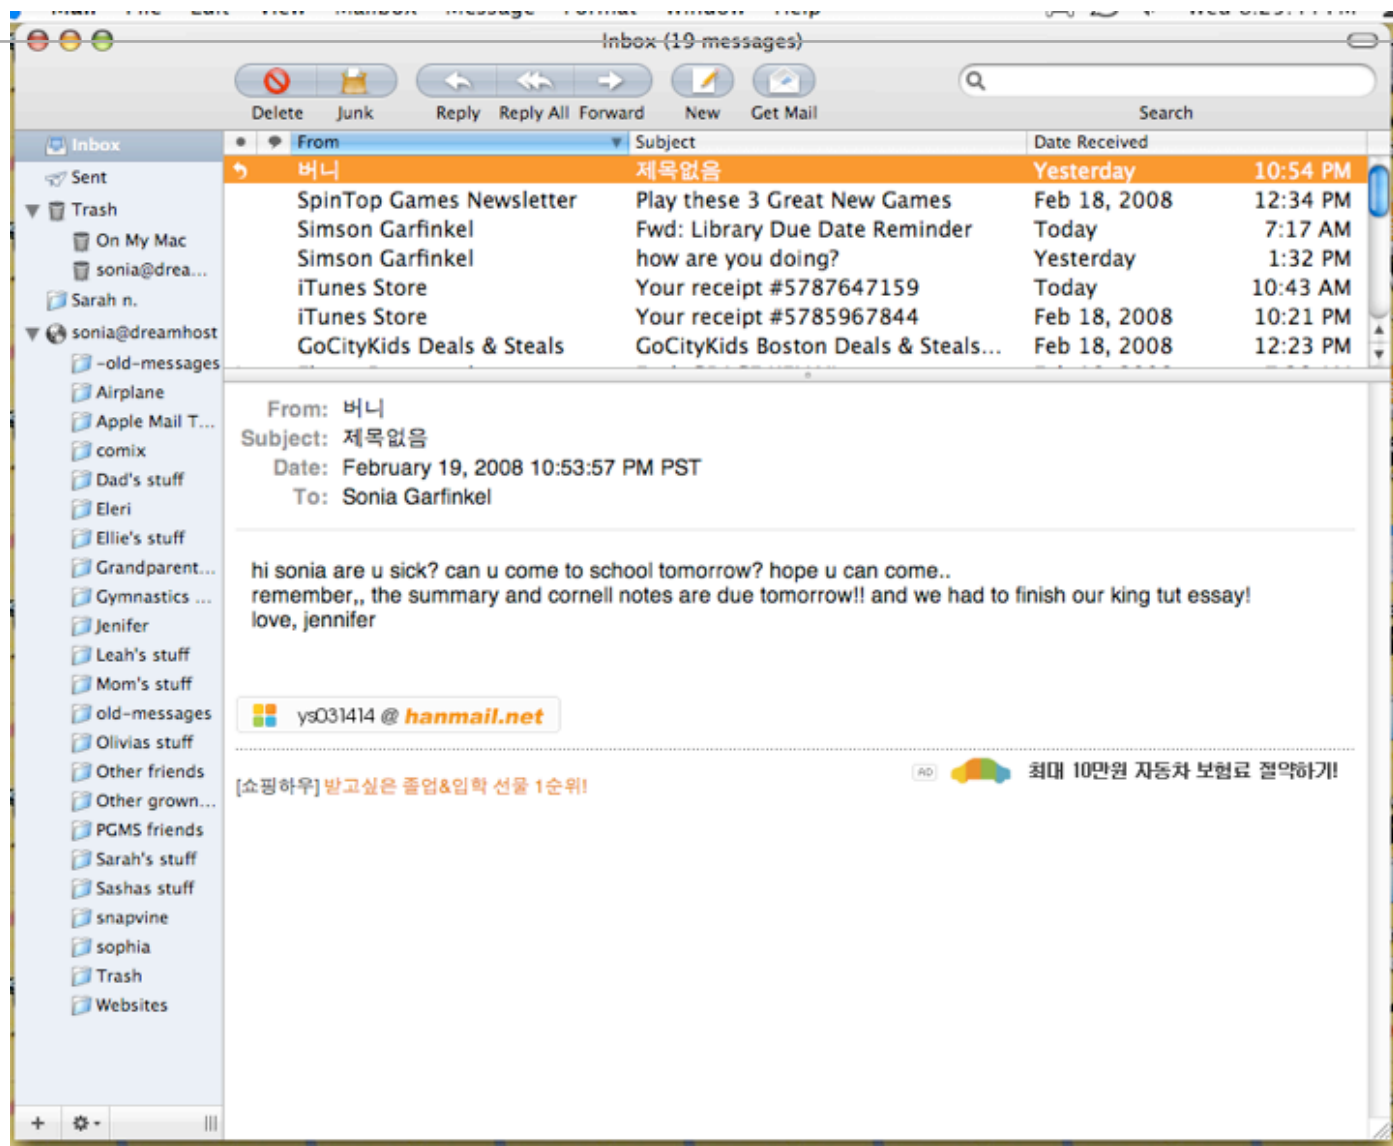 Inbox (19 messages)
Delete Junk Reply Reply All Forward New Get Mail Search
Inbox
Sent
Trash
On My Mac
sonia@drea...
Sarah n.
sonia@dreamhost
-old-messages
Airplane
Apple Mail T...
comix
Dad's stuff
Eleri
Ellie's stuff
Grandparent...
Gymnastics ...
Jenifer
Leah's stuff
Mom's stuff
old-messages
Olivias stuff
Other friends
Other grown...
PGMS friends
Sarah's stuff
Sashas stuff
snapvine
sophia
Trash
Websites
From Subject Date Received
버니 제목없음 Yesterday 10:54 PM
SpinTop Games Newsletter Play these 3 Great New Games Feb 18, 2008 12:34 PM
Simson Garfinkel Fwd: Library Due Date Reminder Today 7:17 AM
Simson Garfinkel how are you doing? Yesterday 1:32 PM
iTunes Store Your receipt #5787647159 Today 10:43 AM
iTunes Store Your receipt #5785967844 Feb 18, 2008 10:21 PM
GoCityKids Deals & Steals GoCityKids Boston Deals & Steals... Feb 18, 2008 12:23 PM
From: 버니
Subject: 제목없음
Date: February 19, 2008 10:53:57 PM PST
To: Sonia Garfinkel
hi sonia are u sick? can u come to school tomorrow? hope u can come..
remember,, the summary and cornell notes are due tomorrow!! and we had to finish our king tut essay!
love, jennifer
ys031414 @ hanmail.net
AD 최대 10만원 자동차 보험료 절약하기!
[쇼핑하우] 받고싶은 졸업&입학 선물 1순위!